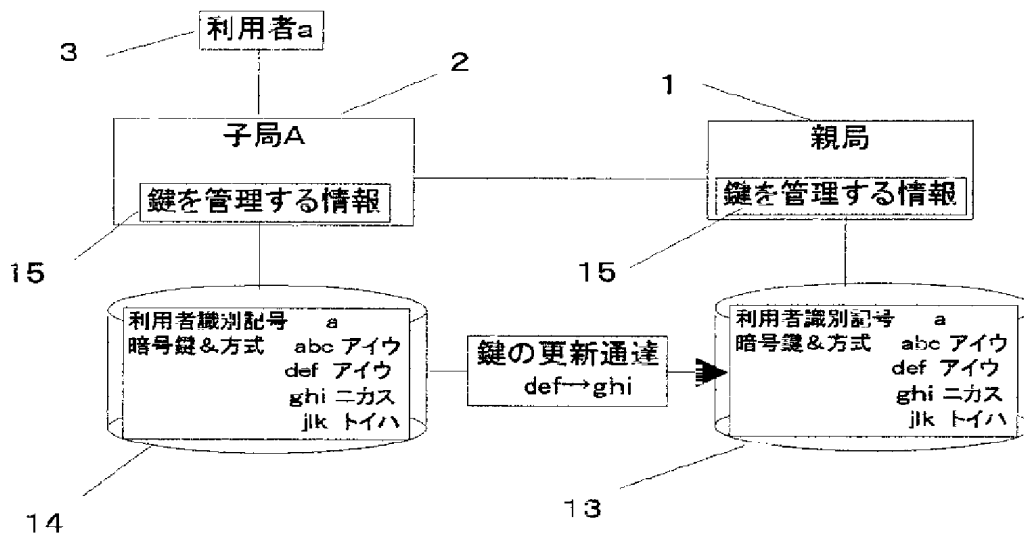 利用者a
3
2
1
子局A
親局
鍵を管理する情報
鍵を管理する情報
15
15
利用者識別記号 a
暗号鍵&方式 abc アイウ
def アイウ
ghi ニカス
jlk トイハ
鍵の更新通達
def→ghi
利用者識別記号 a
暗号鍵&方式 abc アイウ
def アイウ
ghi ニカス
jlk トイハ
14
13